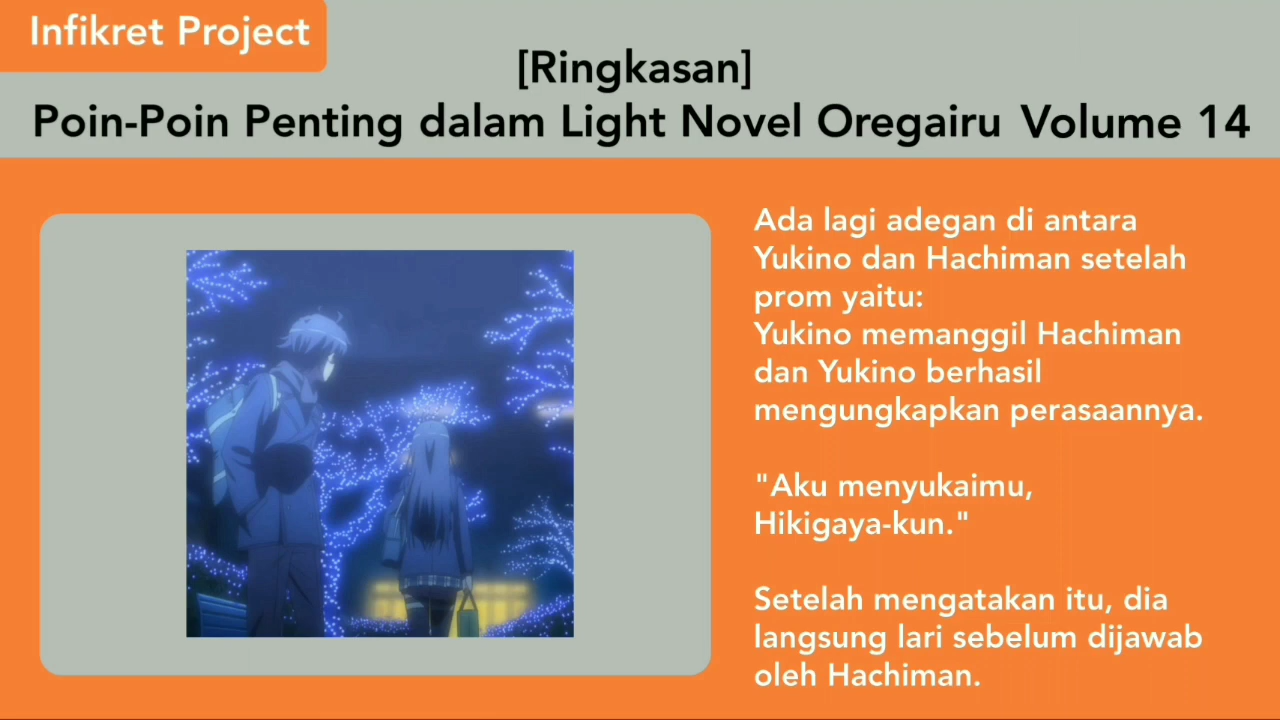 Infikret Project
[Ringkasan]
Poin-Poin Penting dalam Light Novel Oregairu Volume 14
Ada lagi adegan di antara
Yukino dan Hachiman setelah
prom yaitu:
Yukino memanggil Hachiman
dan Yukino berhasil
mengungkapkan perasaannya.
"Aku menyukaimu,
Hikigaya-kun."
Setelah mengatakan itu, dia
langsung lari sebelum dijawab
oleh Hachiman.